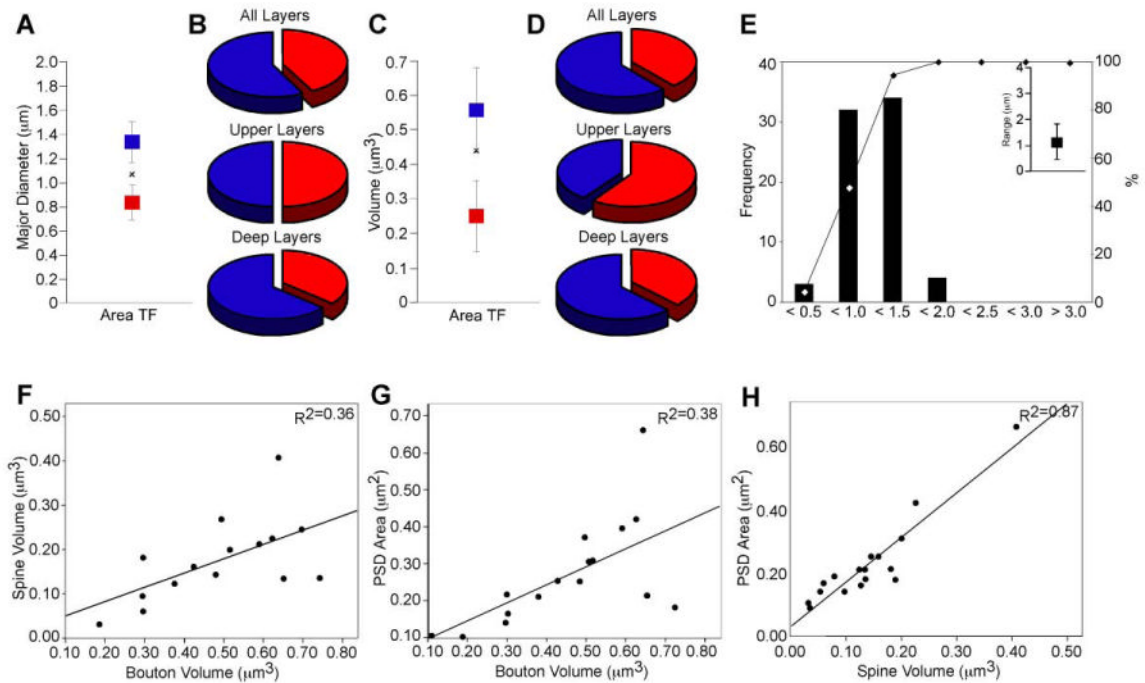 A
Major Diameter (μm)
2.0
1.8
1.6
1.4
1.2
1.0
0.8
0.6
0.4
0.2
0
Area TF
B
All Layers
Upper Layers
Deep Layers
C
Volume (μm³)
0.7
0.6
0.5
0.4
0.3
0.2
0.1
0
Area TF
D
All Layers
Upper Layers
Deep Layers
E
Frequency
40
30
20
10
0
< 0.5 < 1.0 < 1.5 < 2.0 < 2.5 < 3.0 > 3.0
100
80
60
40
20
0
%
Range (μm)
4
3
2
1
0
F
R²=0.36
Spine Volume (μm³)
0.50
0.40
0.30
0.20
0.10
0.00
0.10 0.20 0.30 0.40 0.50 0.60 0.70 0.80
Bouton Volume (μm³)
G
R²=0.38
PSD Area (μm²)
0.70
0.60
0.50
0.40
0.30
0.20
0.10
0.10 0.20 0.30 0.40 0.50 0.60 0.70 0.80
Bouton Volume (μm³)
H
R²=0.87
PSD Area (μm²)
0.60
0.40
0.20
0.00
0.00 0.10 0.20 0.30 0.40 0.50
Spine Volume (μm³)